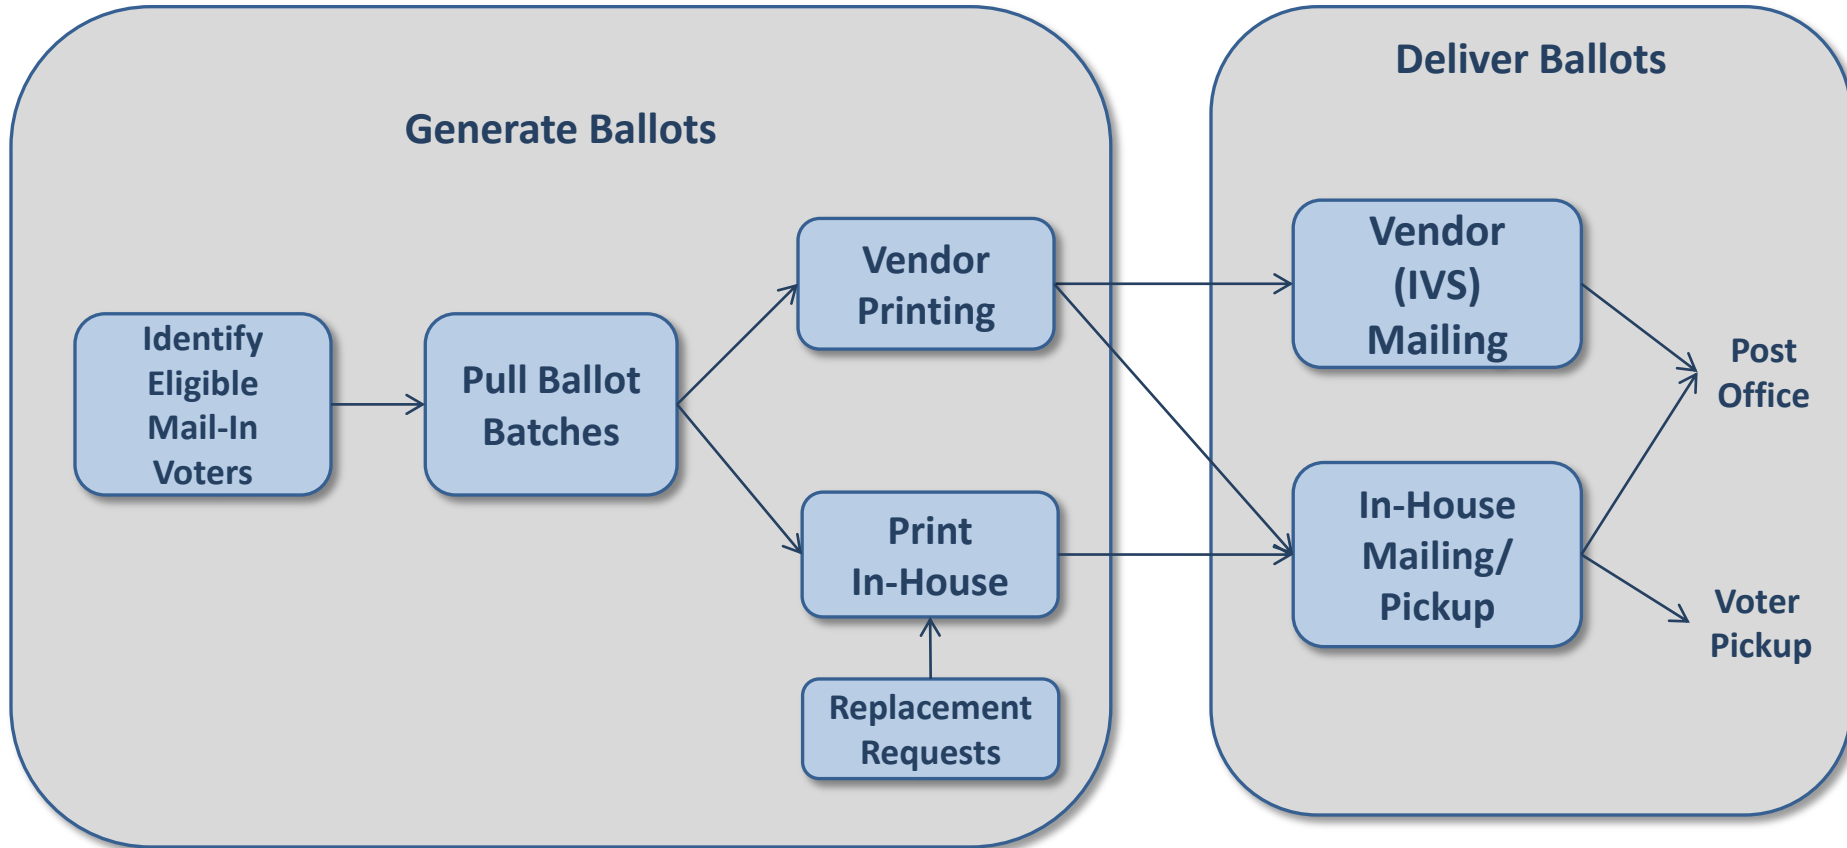 Generate Ballots
Identify
Eligible
Mail-In
Voters
Pull Ballot
Batches
Vendor
Printing
Print
In-House
Replacement
Requests
Deliver Ballots
Vendor
(IVS)
Mailing
In-House
Mailing/
Pickup
Post
Office
Voter
Pickup